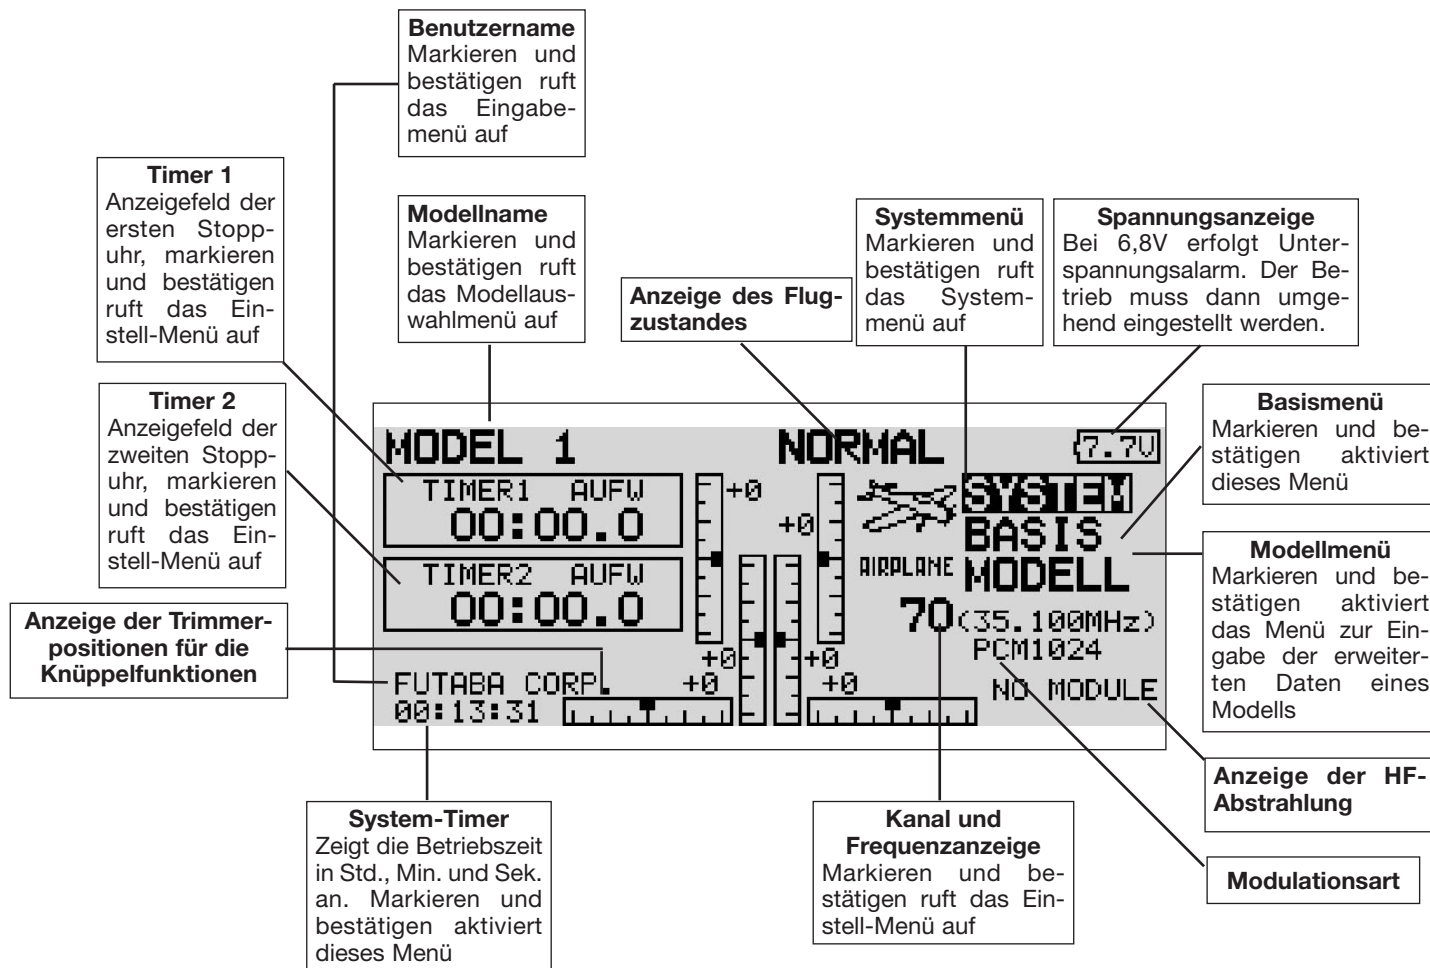 Benutzername
Markieren und
bestätigen ruft
das Eingabe-
menü auf
Timer 1
Anzeigefeld der
ersten Stopp-
uhr, markieren
und bestätigen
ruft das Ein-
stell-Menü auf
Modellname
Markieren und
bestätigen ruft
das Modellaus-
wahlmenü auf
Anzeige des Flug-
zustandes
Systemmenü
Markieren und
bestätigen ruft
das System-
menü auf
Spannungsanzeige
Bei 6,8V erfolgt Unter-
spannungsalarm. Der Be-
trieb muss dann umge-
hend eingestellt werden.
Timer 2
Anzeigefeld der
zweiten Stopp-
uhr, markieren
und bestätigen
ruft das Ein-
stell-Menü auf
Basismenü
Markieren und be-
stätigen aktiviert
dieses Menü
Modellmenü
Markieren und be-
stätigen aktiviert
das Menü zur Ein-
gabe der erweiter-
ten Daten eines
Modells
Anzeige der Trimmer-
positionen für die
Knüppelfunktionen
MODEL 1
NORMAL
7.7V
TIMER1 AUFW
00:00.0
TIMER2 AUFW
00:00.0
+0
+0
AIRPLANE
SYSTEM
BASIS
MODELL
70(35.100MHz)
PCM1024
NO MODULE
+0
+0
+0
+0
FUTABA CORP.
00:13:31
Anzeige der HF-
Abstrahlung
Modulationsart
System-Timer
Zeigt die Betriebszeit
in Std., Min. und Sek.
an. Markieren und
bestätigen aktiviert
dieses Menü
Kanal und
Frequenzanzeige
Markieren und be-
stätigen ruft das Ein-
stell-Menü auf